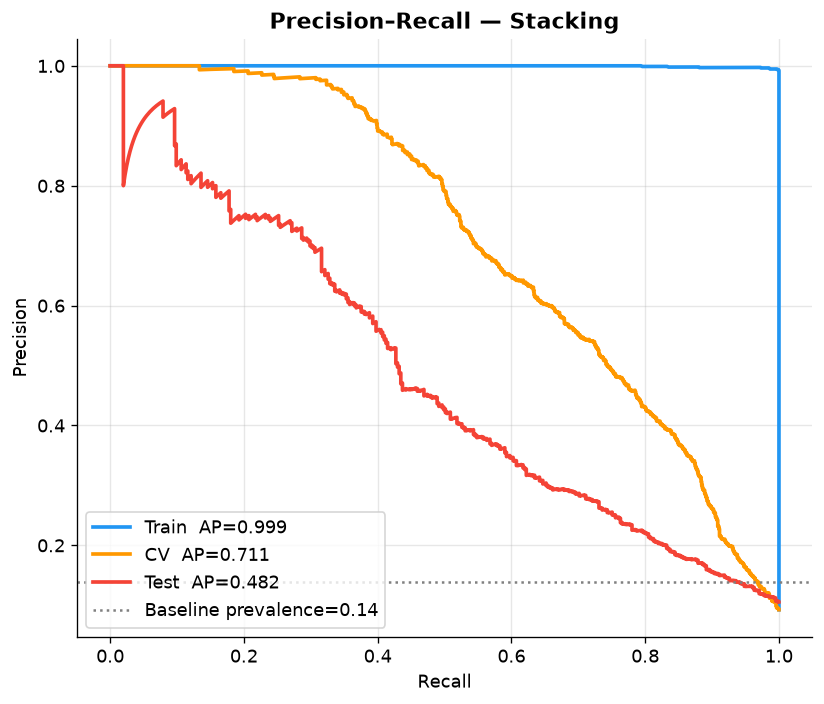 Precision-Recall — Stacking
1.0
0.8
0.6
0.4
0.2
Precision
Train AP=0.999
CV AP=0.711
Test AP=0.482
Baseline prevalence=0.14
0.0 0.2 0.4 0.6 0.8 1.0
Recall